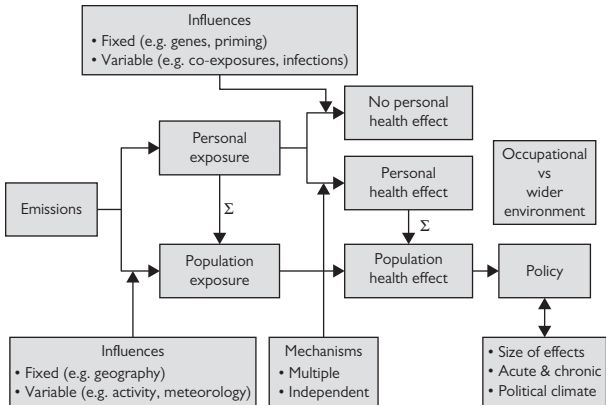 Influences
• Fixed (e.g. genes, priming)
• Variable (e.g. co-exposures, infections)
No personal
health effect
Personal
exposure
Personal
health effect
Occupational
vs
wider
environment
Emissions
Σ
Σ
Population
exposure
Population
health effect
Policy
Influences
• Fixed (e.g. geography)
• Variable (e.g. activity, meteorology)
Mechanisms
• Multiple
• Independent
• Size of effects
• Acute & chronic
• Political climate